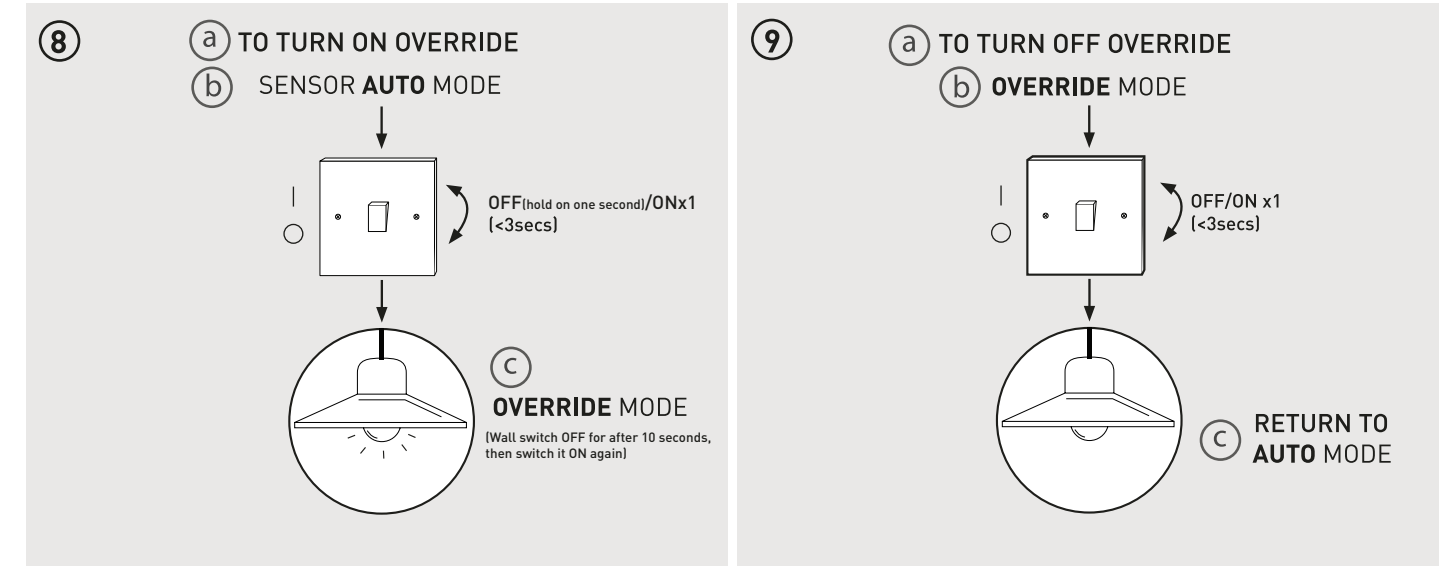 8
a TO TURN ON OVERRIDE
b SENSOR AUTO MODE
OFF(hold on one second)/ONx1
(<3secs)
c
OVERRIDE MODE
(Wall switch OFF for after 10 seconds,
then switch it ON again)
9
a TO TURN OFF OVERRIDE
b OVERRIDE MODE
OFF/ON x1
(<3secs)
c RETURN TO
AUTO MODE